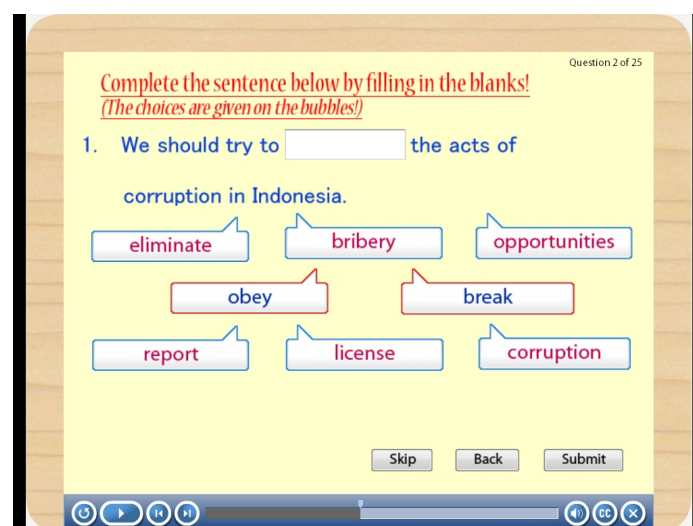 Question 2 of 25
Complete the sentence below by filling in the blanks!
(The choices are given on the bubbles!)
1. We should try to the acts of
corruption in Indonesia.
eliminate bribery opportunities
obey break
report license corruption
Skip Back Submit
CC